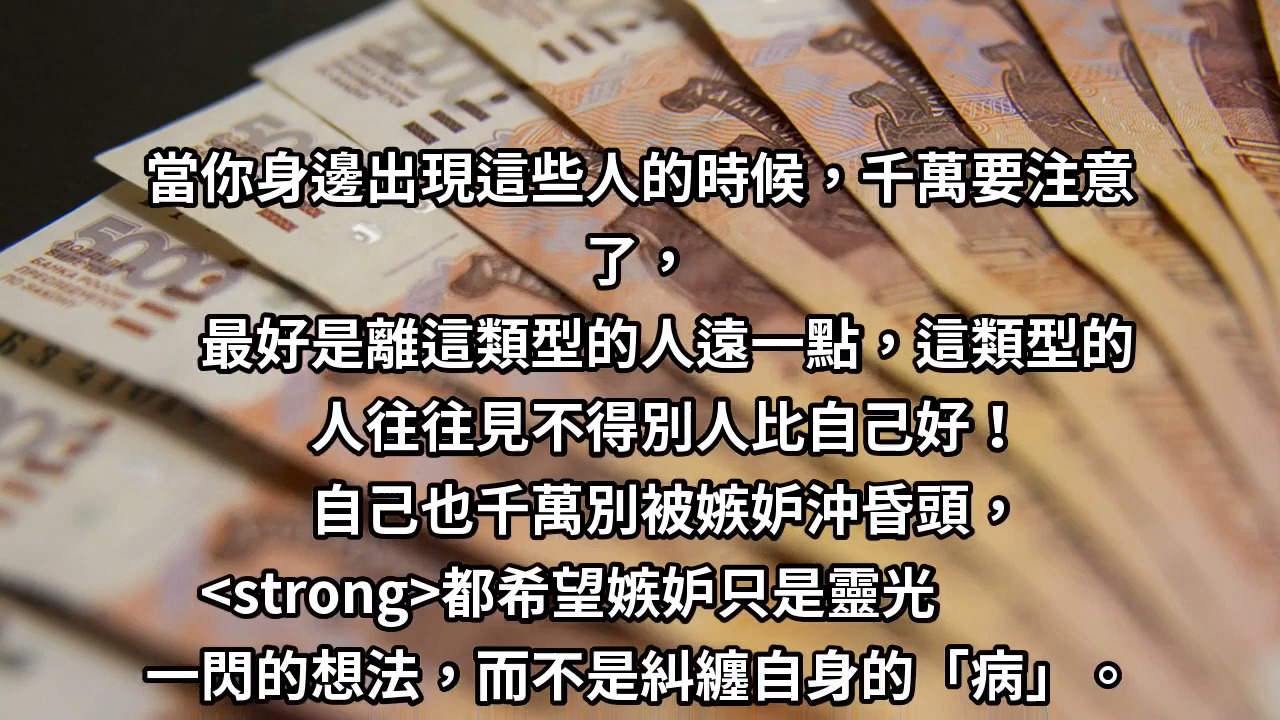 當你身邊出現這些人的時候，千萬要注意
了，
最好是離這類型的人遠一點，這類型的
人往往見不得別人比自己好！
自己也千萬別被嫉妒沖昏頭，
<strong>都希望嫉妒只是靈光
一閃的想法，而不是糾纏自身的「病」。
5000